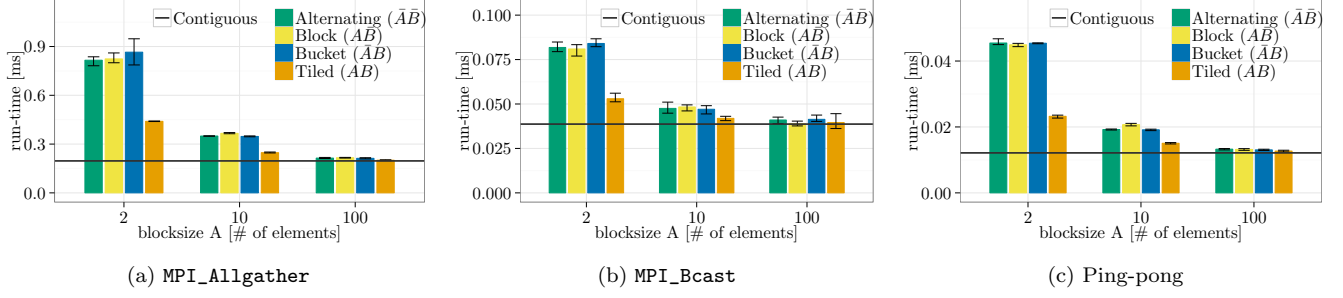 Contiguous
Alternating (ĀB̄)
Block (AB̄)
Bucket (ĀB)
Tiled (AB)
run-time [ms]
0.9
0.6
0.3
0.0
2 10 100
blocksize A [# of elements]
(a) MPI_Allgather
Contiguous
Alternating (ĀB̄)
Block (AB̄)
Bucket (ĀB)
Tiled (AB)
run-time [ms]
0.100
0.075
0.050
0.025
0.000
2 10 100
blocksize A [# of elements]
(b) MPI_Bcast
Contiguous
Alternating (ĀB̄)
Block (AB̄)
Bucket (ĀB)
Tiled (AB)
run-time [ms]
0.04
0.02
0.00
2 10 100
blocksize A [# of elements]
(c) Ping-pong